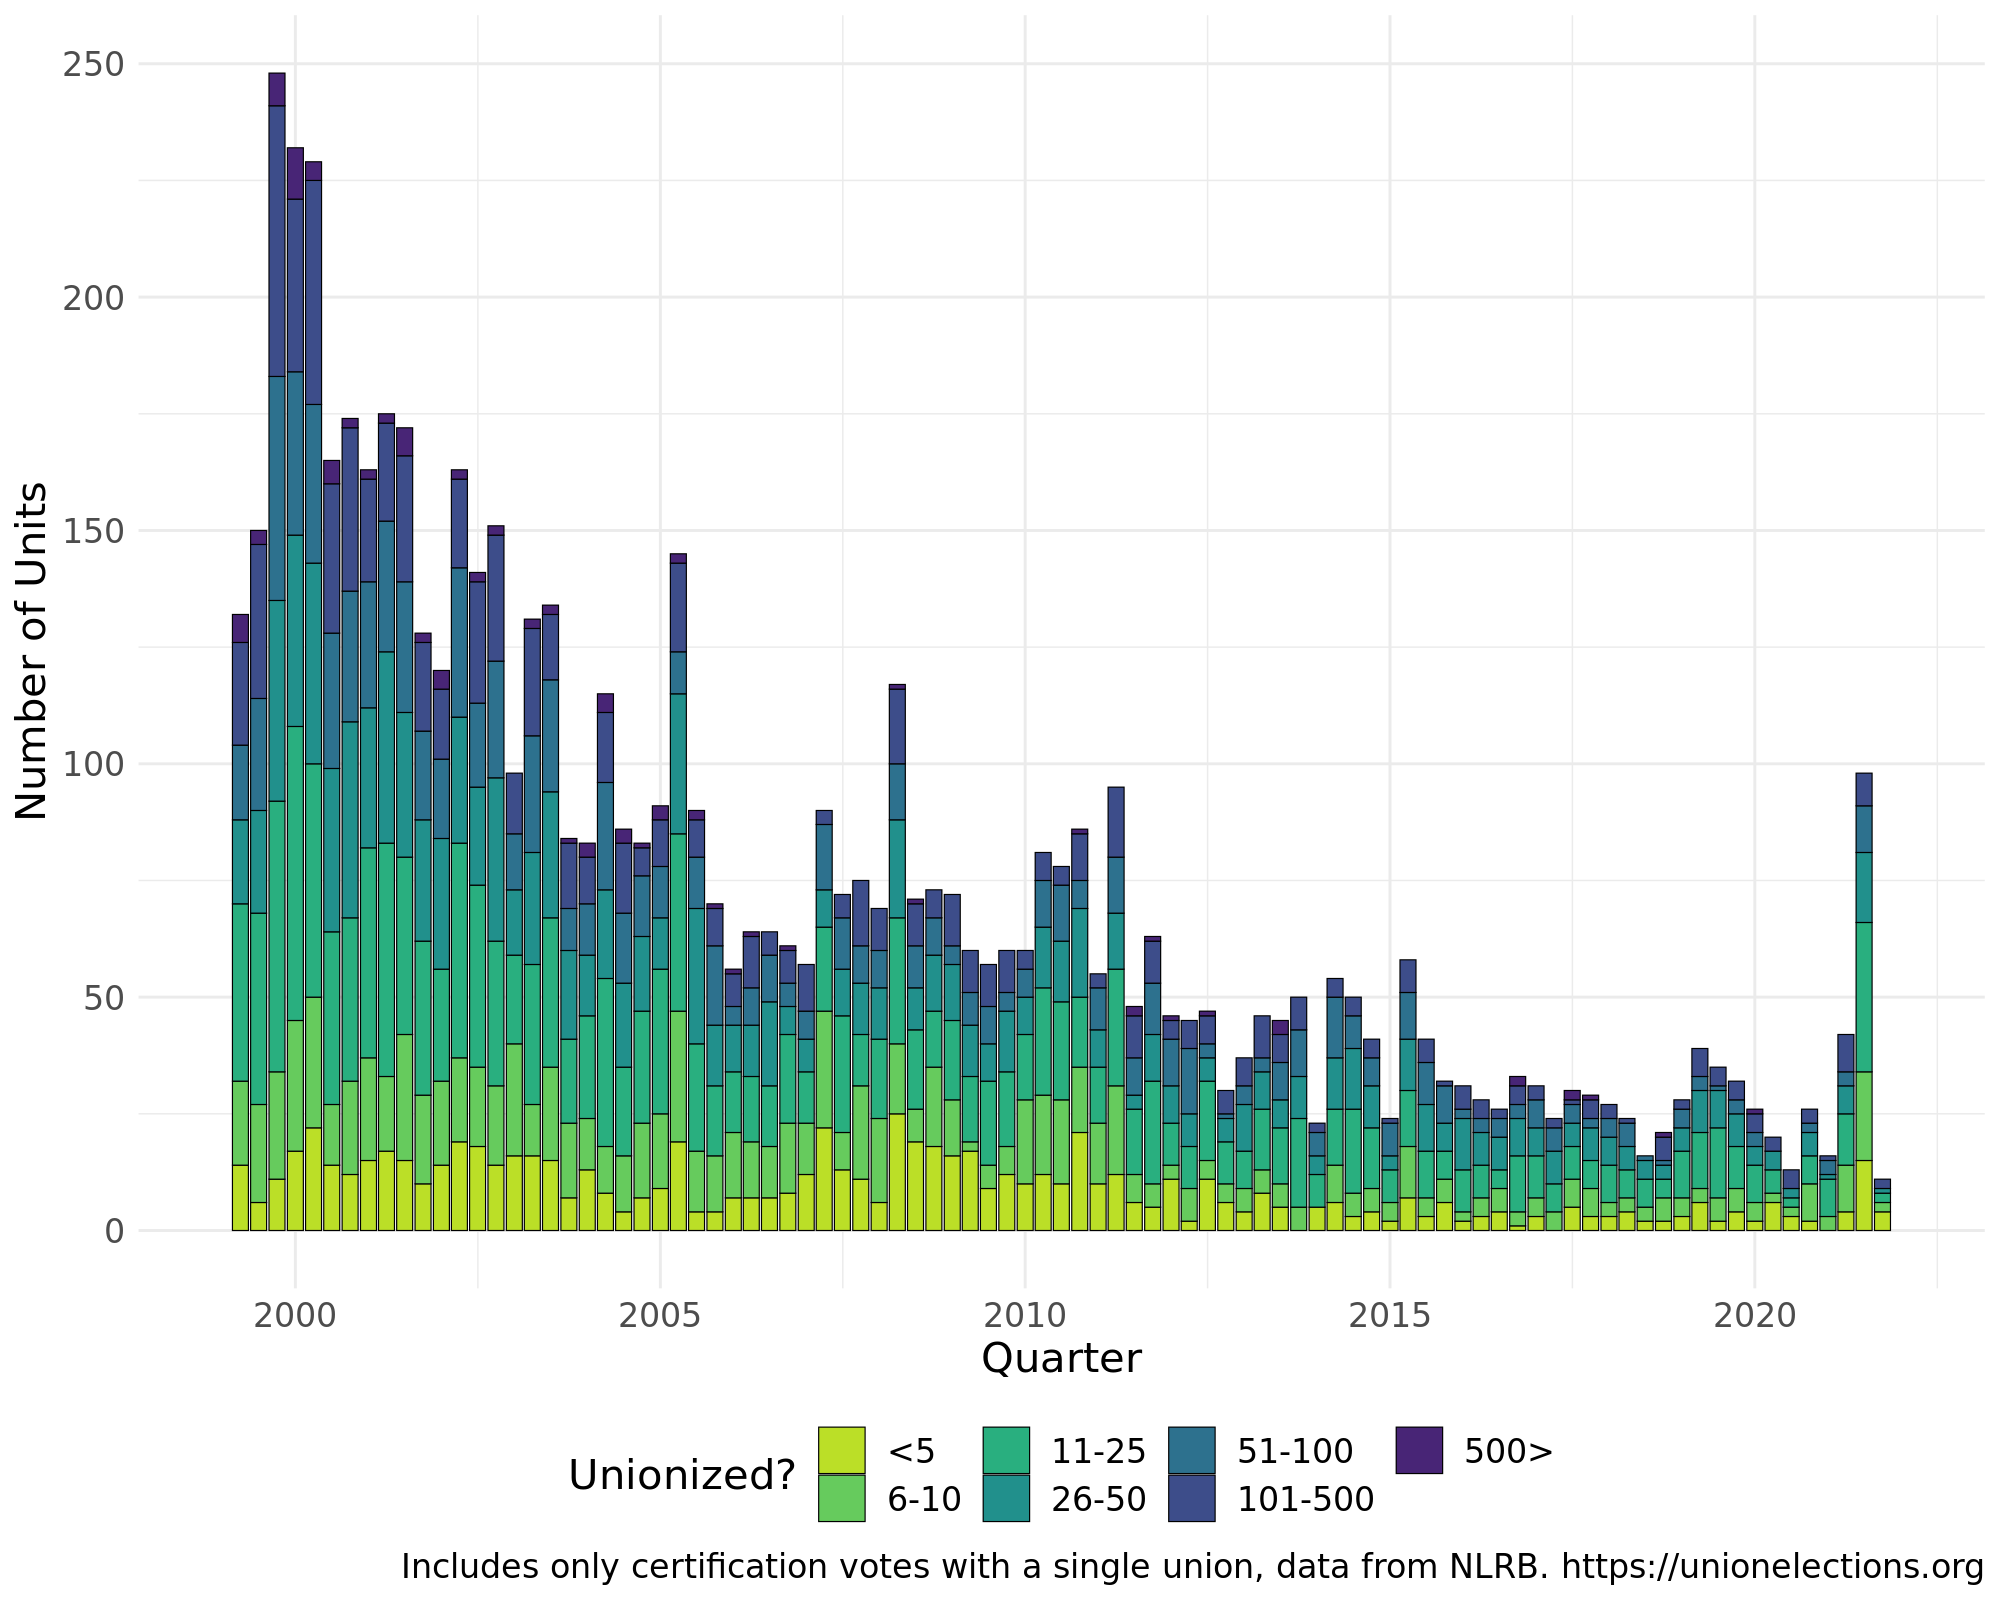 250
200
150
100
50
0
Number of Units
2000 2005 2010 2015 2020
Quarter
Unionized?
<5 11-25 51-100 500>
6-10 26-50 101-500
Includes only certification votes with a single union, data from NLRB. https://unionelections.org